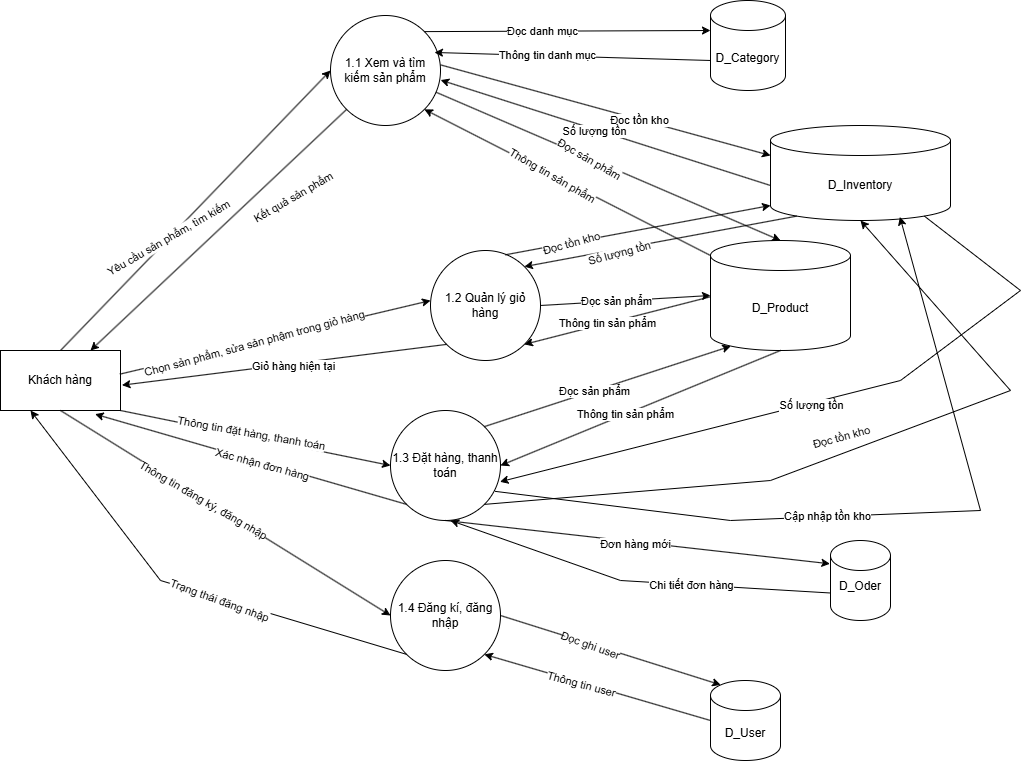 Đọc danh mục
Thông tin danh mục
D_Category
1.1 Xem và tìm
kiếm sản phẩm
Đọc tồn kho
Số lượng tồn
Đọc sản phẩm
Thông tin sản phẩm
D_Inventory
Yêu cầu sản phẩm, tìm kiếm
Kết quả sản phẩm
Đọc tồn kho
Số lượng tồn
1.2 Quản lý giỏ
hàng
Đọc sản phẩm
Thông tin sản phẩm
D_Product
Chọn sản phẩm, sửa sản phậm trong giỏ hàng
Giỏ hàng hiện tại
Khách hàng
Đọc sản phẩm
Thông tin sản phẩm
Số lượng tồn
Thông tin đặt hàng, thanh toán
Xác nhận đơn hàng
1.3 Đặt hàng, thanh
toán
Đọc tồn kho
Cập nhập tồn kho
Thông tin đăng ký, đăng nhập
Đơn hàng mới
Chi tiết đơn hàng
D_Oder
Trạng thái đăng nhập
1.4 Đăng kí, đăng
nhập
Đọc ghi user
Thông tin user
D_User